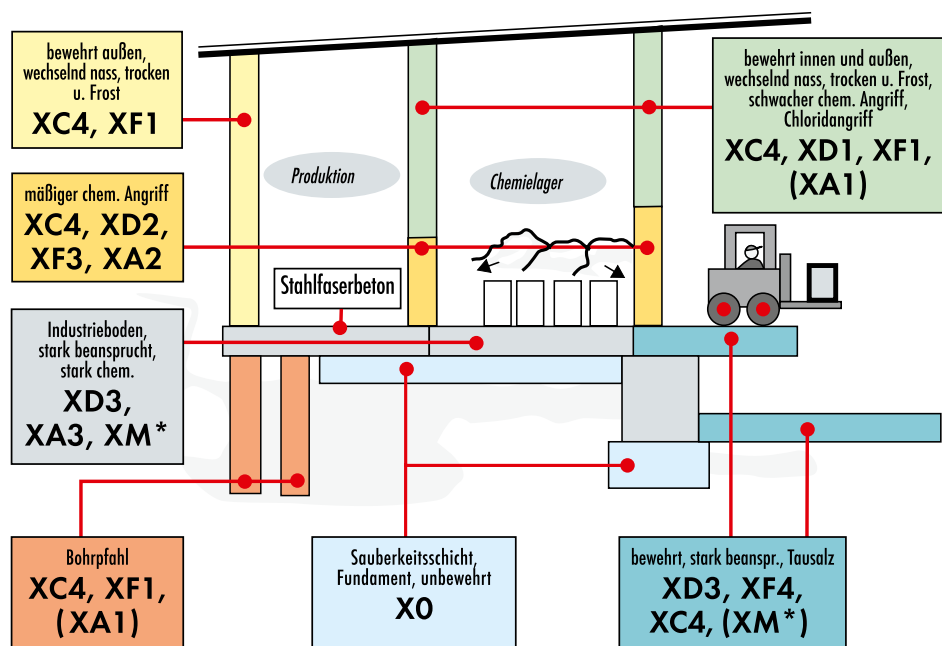 bewehrt außen,
wechselnd nass, trocken
u. Frost
XC4, XF1
mäßiger chem. Angriff
XC4, XD2,
XF3, XA2
Industrieboden,
stark beansprucht,
stark chem.
XD3,
XA3, XM*
Produktion
Chemielager
Stahlfaserbeton
bewehrt innen und außen,
wechselnd nass, trocken u. Frost,
schwacher chem. Angriff,
Chloridangriff
XC4, XD1, XF1,
(XA1)
Bohrpfahl
XC4, XF1,
(XA1)
Sauberkeitsschicht,
Fundament, unbewehrt
X0
bewehrt, stark beanspr., Tausalz
XD3, XF4,
XC4, (XM*)